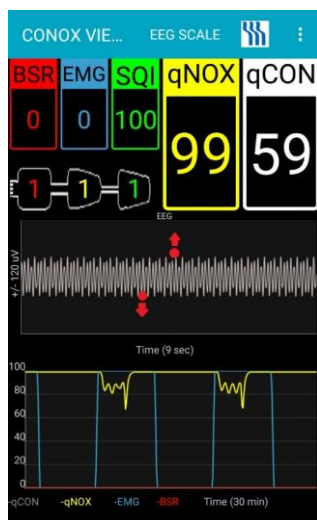 CONOX VIE... EEG SCALE
BSR EMG SQI qNOX qCON
0 0 100 99 59
1 1 1
EEG
+/- 120 uV
Time (9 sec)
100
80
60
40
20
0
-qCON -qNOX -EMG -BSR Time (30 min)